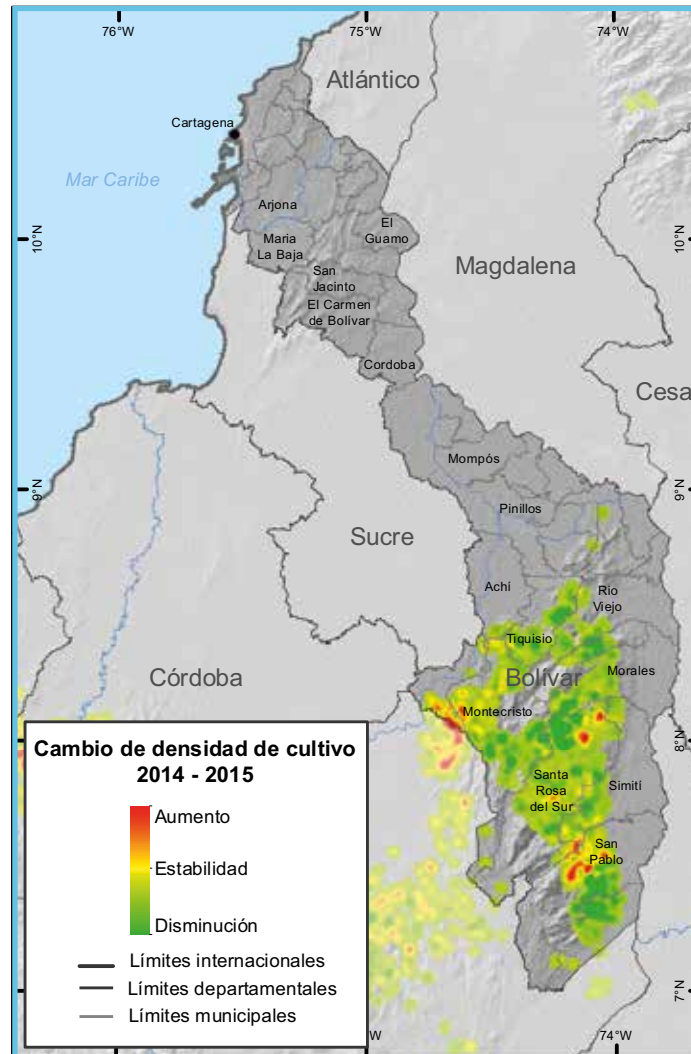 76°W
75°W
74°W
Atlántico
Cartagena
Mar Caribe
Arjona
El
Guamo
10°N
10°N
Maria
La Baja
Magdalena
San
Jacinto
El Carmen
de Bolívar
Cordoba
Cesa
Mompós
9°N
9°N
Pinillos
Sucre
Achí
Rio
Viejo
Tiquisio
Bolívar
Morales
Córdoba
Montecristo
8°N
Cambio de densidad de cultivo
2014 - 2015
Aumento
Estabilidad
Disminución
Límites internacionales
Límites departamentales
Límites municipales
Santa
Rosa
del Sur
Simití
San
Pablo
7°N
75°W
74°W